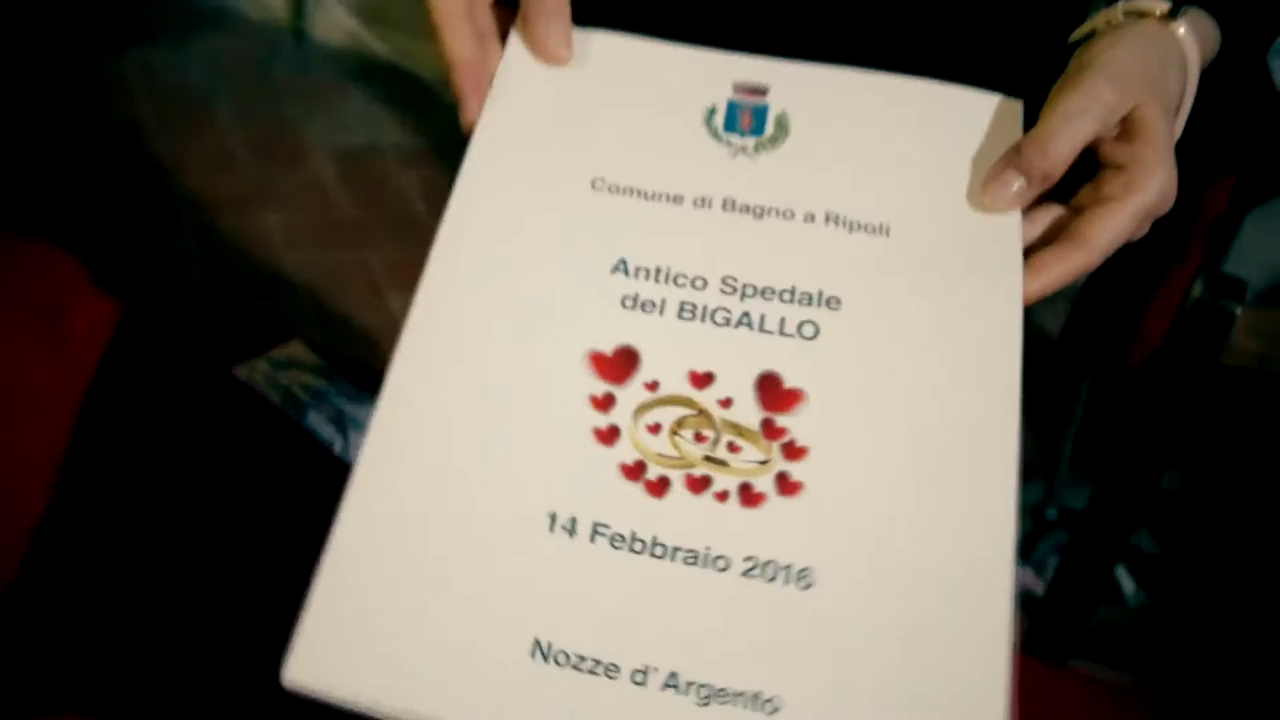 Comune di Bagno a Ripoli
Antico Spedale
del BIGALLO
14 Febbraio 2016
Nozze d'Argento